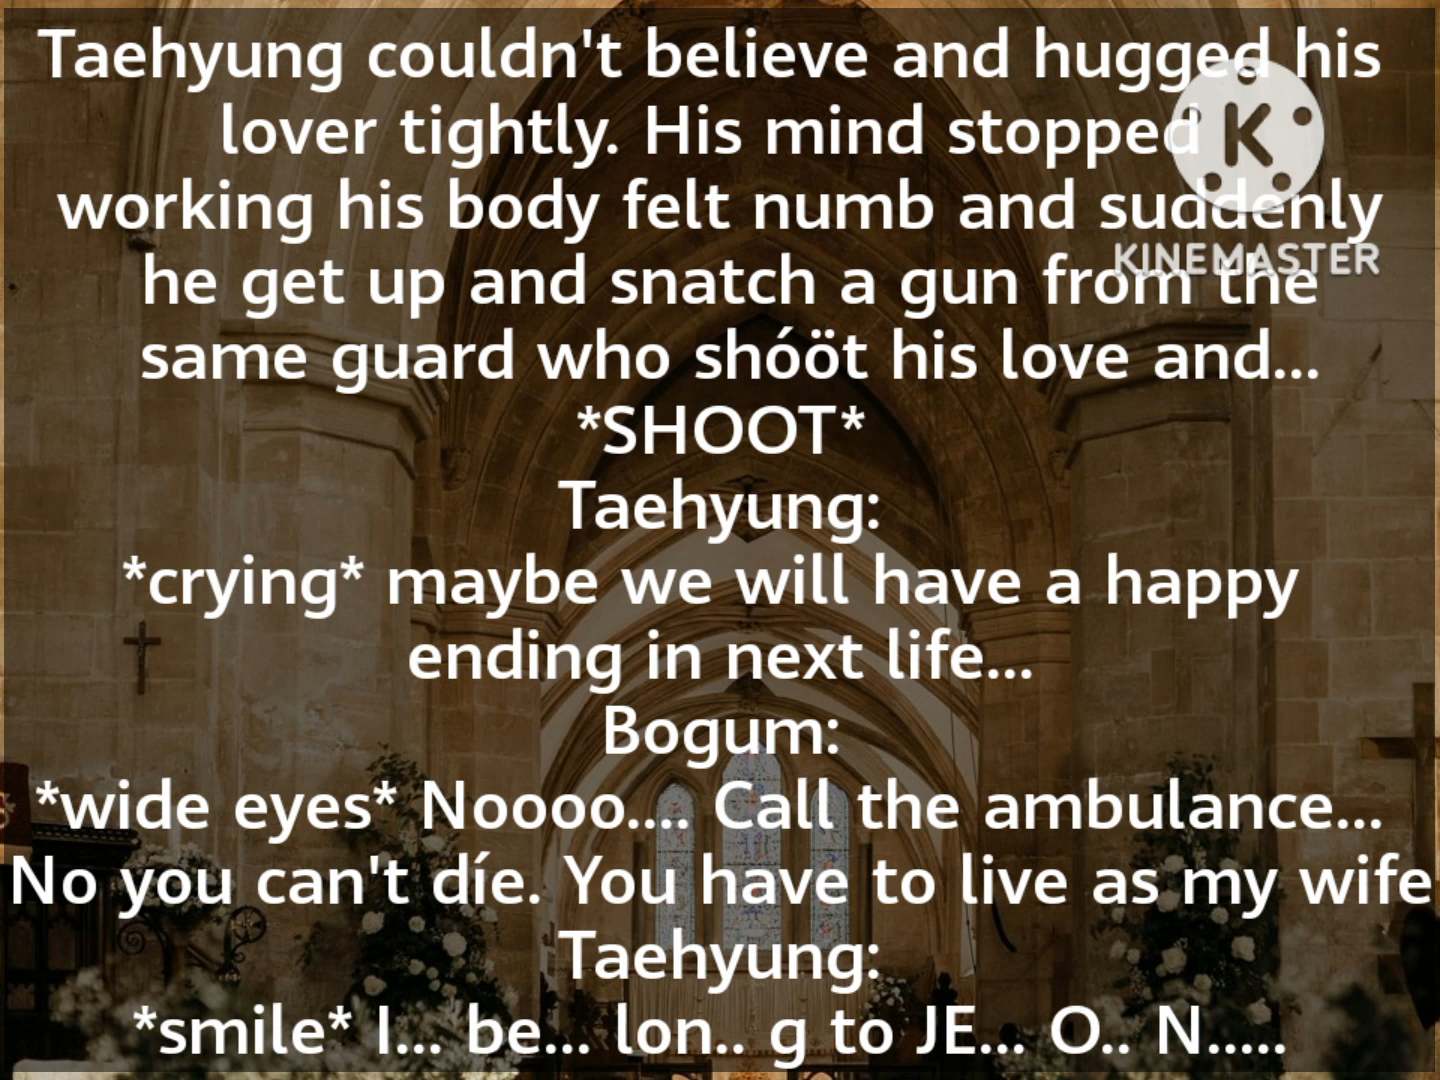 Taehyung couldn't believe and hugged his
lover tightly. His mind stopped
working his body felt numb and suddenly
he get up and snatch a gun from the
same guard who shóöt his love and...
*SHOOT*
Taehyung:
*crying* maybe we will have a happy
ending in next life...
Bogum:
*wide eyes* Noooo.... Call the ambulance...
No you can't díe. You have to live as my wife
Taehyung:
*smile* I... be... lon.. g to JE... O.. N.....
K
KINEMASTER